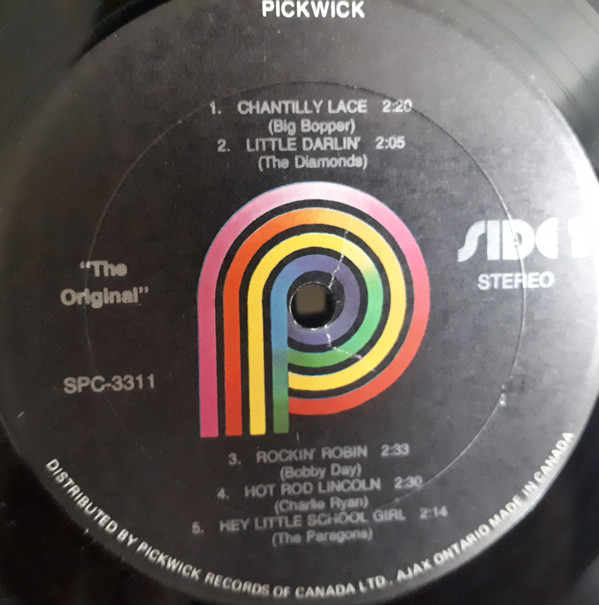 PICKWICK
1. CHANTILLY LACE 2:20
(Big Bopper)
2. LITTLE DARLIN' 2:05
(The Diamonds)
"The
Original"
SIDE 1
STEREO
SPC-3311
3. ROCKIN' ROBIN 2:33
(Bobby Day)
4. HOT ROD LINCOLN 2:30
(Charlie Ryan)
5. HEY LITTLE SCHOOL GIRL 2:14
(The Paragons)
DISTRIBUTED BY PICKWICK RECORDS OF CANADA LTD., AJAX ONTARIO MADE IN CANADA